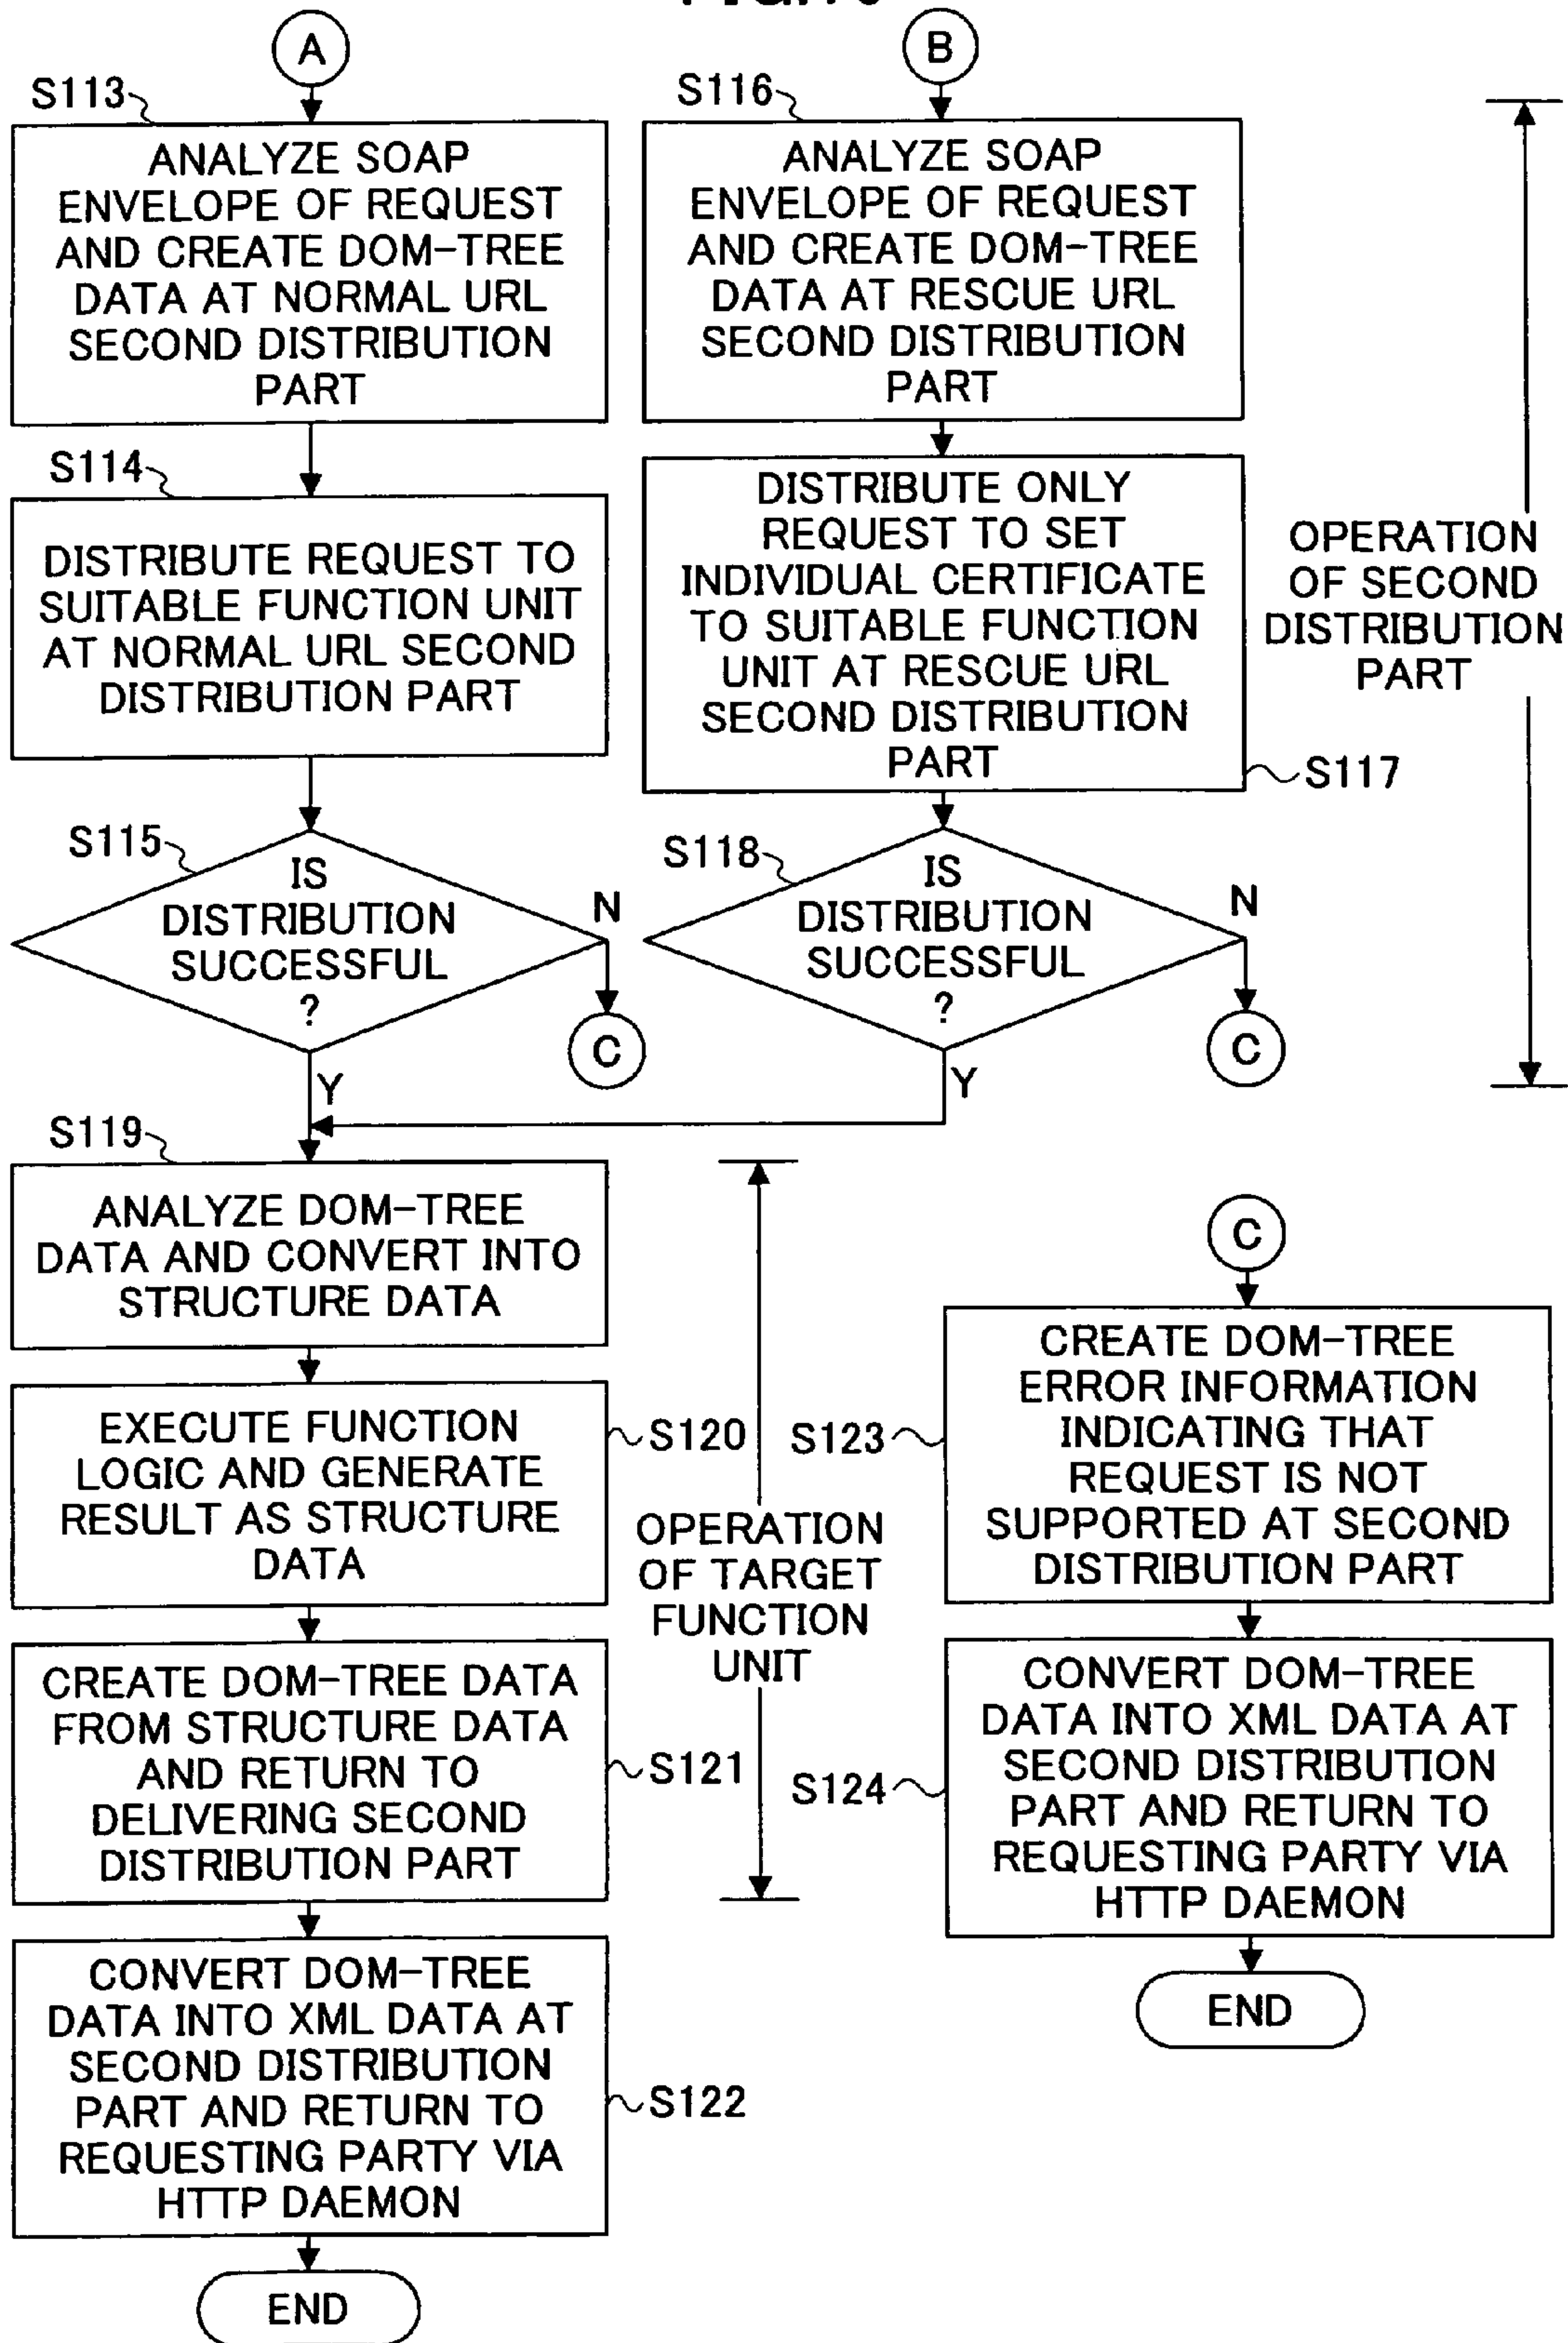 A
S113
ANALYZE SOAP
ENVELOPE OF REQUEST
AND CREATE DOM-TREE
DATA AT NORMAL URL
SECOND DISTRIBUTION
PART
S114
DISTRIBUTE REQUEST TO
SUITABLE FUNCTION UNIT
AT NORMAL URL SECOND
DISTRIBUTION PART
S115
IS
DISTRIBUTION
SUCCESSFUL
?
N
C
Y
B
S116
ANALYZE SOAP
ENVELOPE OF REQUEST
AND CREATE DOM-TREE
DATA AT RESCUE URL
SECOND DISTRIBUTION
PART
DISTRIBUTE ONLY
REQUEST TO SET
INDIVIDUAL CERTIFICATE
TO SUITABLE FUNCTION
UNIT AT RESCUE URL
SECOND DISTRIBUTION
PART
S117
S118
IS
DISTRIBUTION
SUCCESSFUL
?
N
C
Y
OPERATION
OF SECOND
DISTRIBUTION
PART
S119
ANALYZE DOM-TREE
DATA AND CONVERT INTO
STRUCTURE DATA
EXECUTE FUNCTION
LOGIC AND GENERATE
RESULT AS STRUCTURE
DATA
S120
CREATE DOM-TREE DATA
FROM STRUCTURE DATA
AND RETURN TO
DELIVERING SECOND
DISTRIBUTION PART
S121
OPERATION
OF TARGET
FUNCTION
UNIT
CONVERT DOM-TREE
DATA INTO XML DATA AT
SECOND DISTRIBUTION
PART AND RETURN TO
REQUESTING PARTY VIA
HTTP DAEMON
S122
END
C
S123
CREATE DOM-TREE
ERROR INFORMATION
INDICATING THAT
REQUEST IS NOT
SUPPORTED AT SECOND
DISTRIBUTION PART
S124
CONVERT DOM-TREE
DATA INTO XML DATA AT
SECOND DISTRIBUTION
PART AND RETURN TO
REQUESTING PARTY VIA
HTTP DAEMON
END